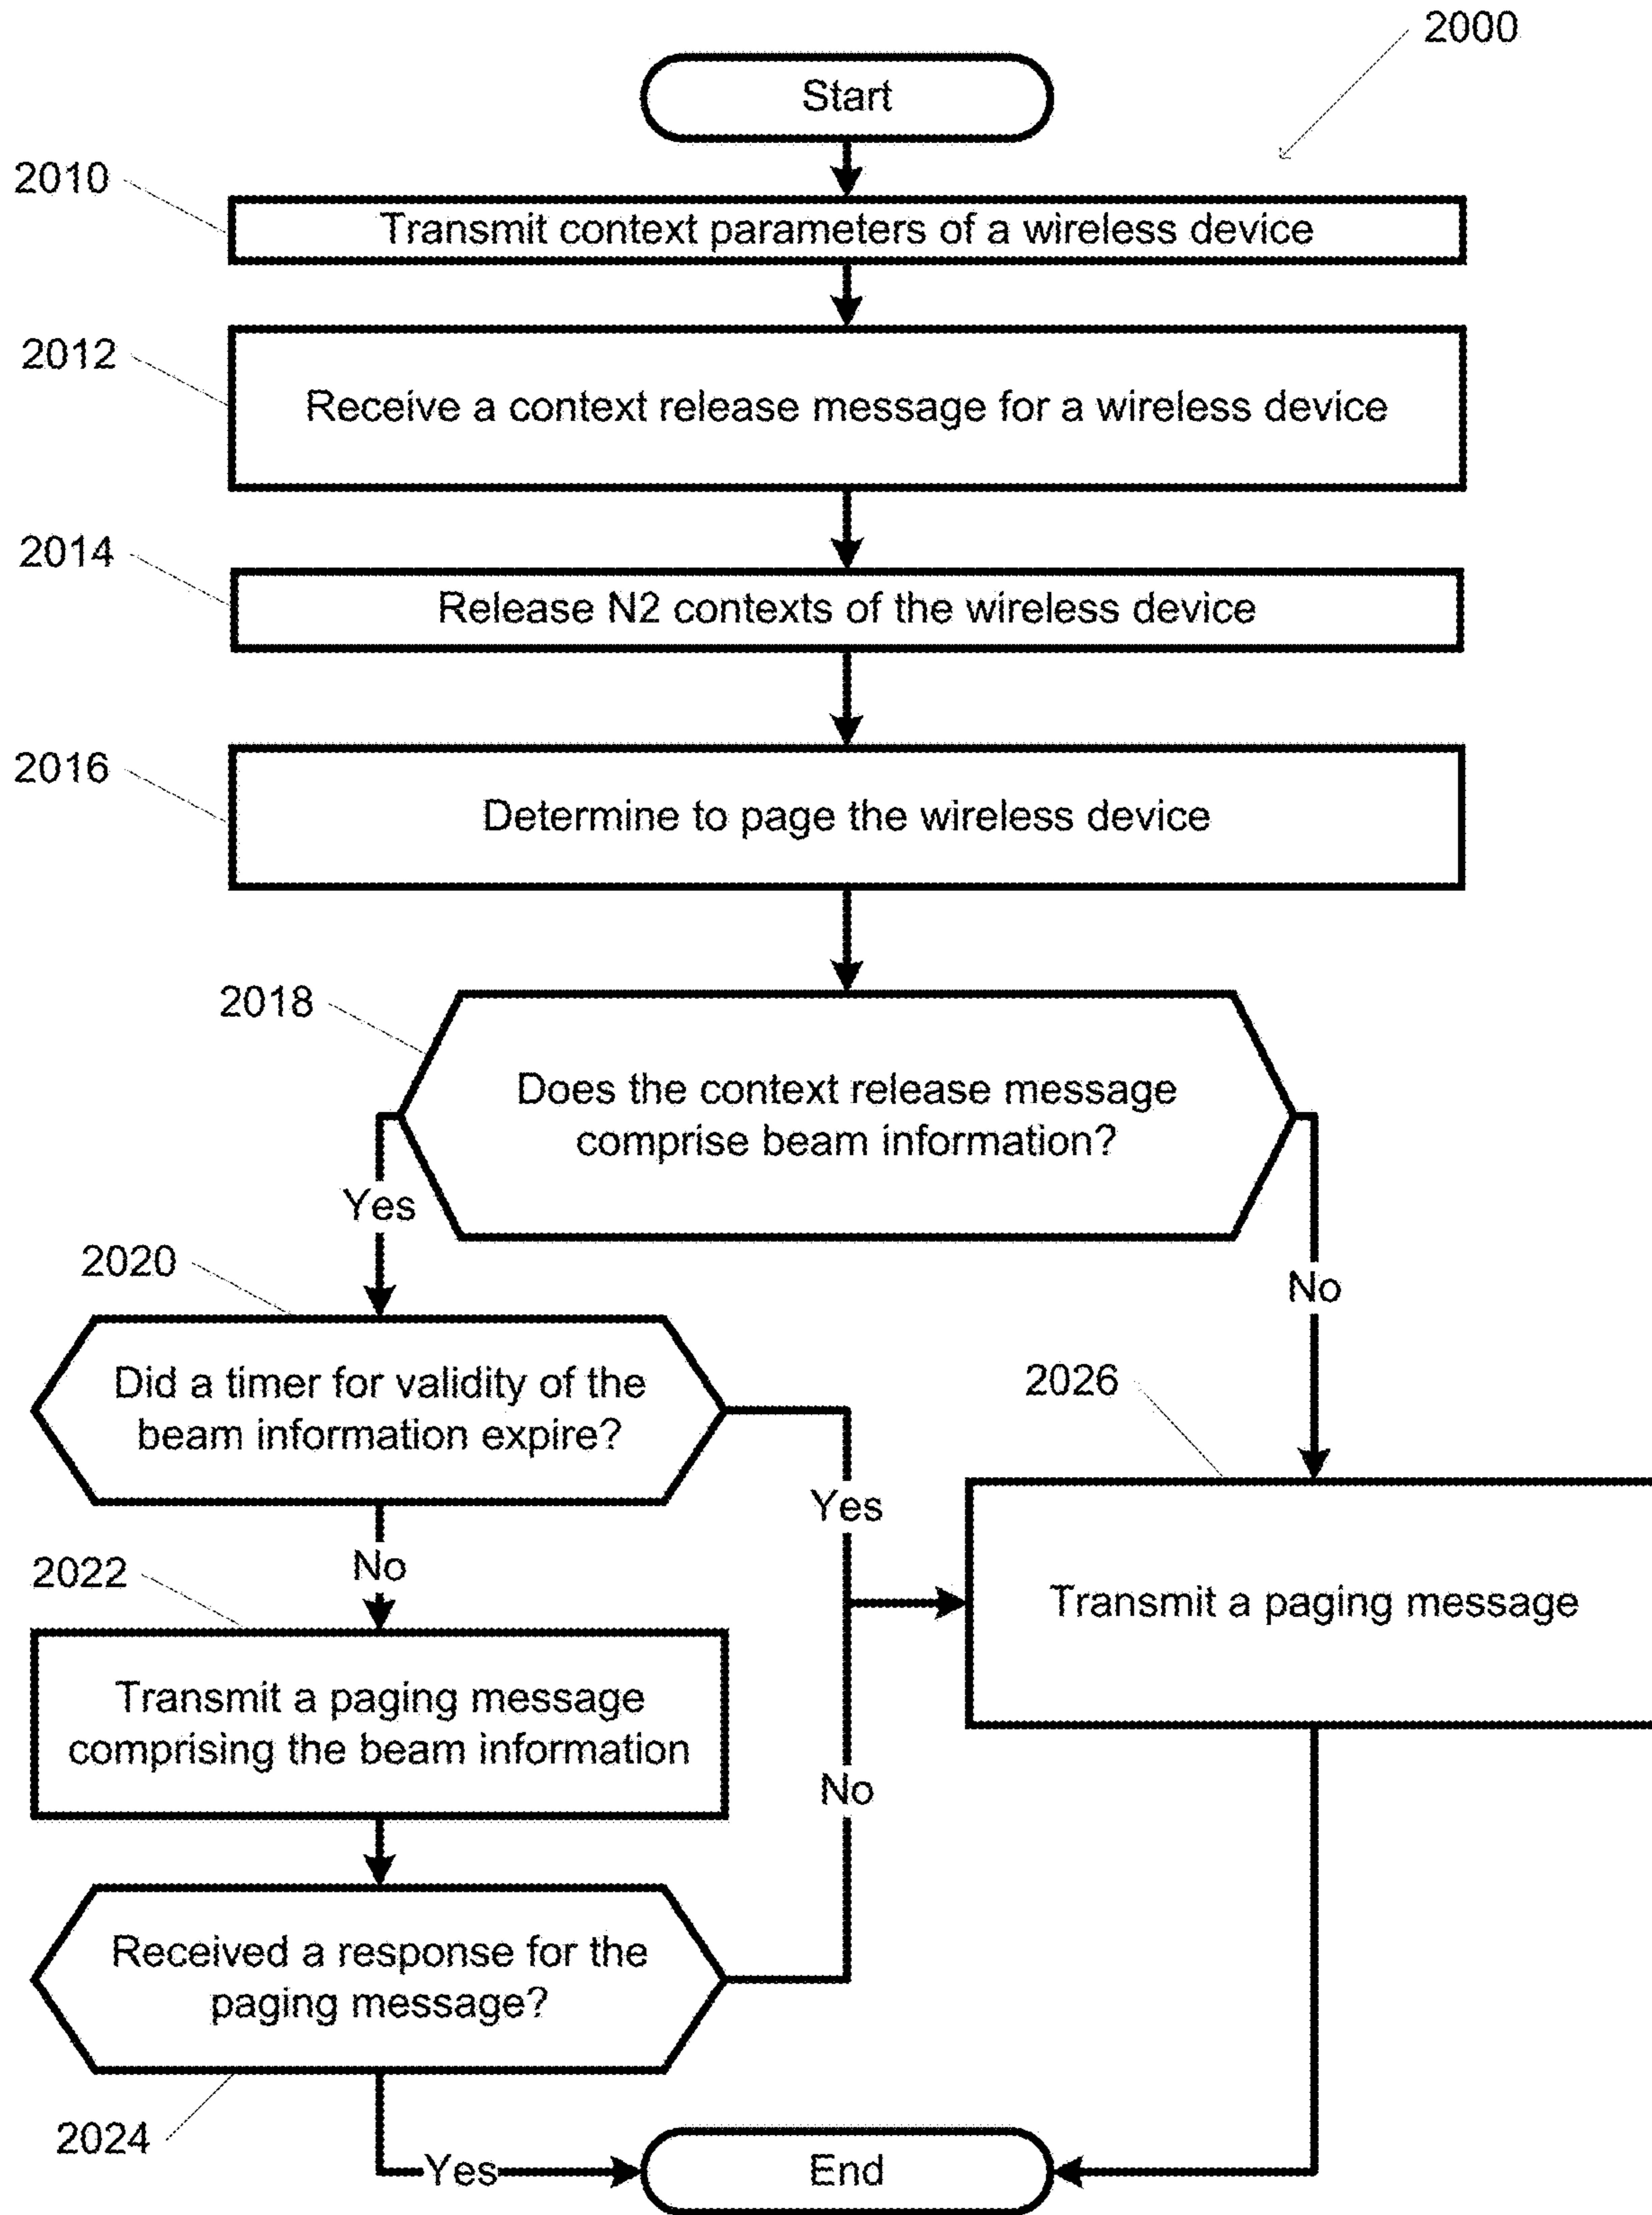 2000
Start
2010
Transmit context parameters of a wireless device
2012
Receive a context release message for a wireless device
2014
Release N2 contexts of the wireless device
2016
Determine to page the wireless device
2018
Does the context release message
comprise beam information?
Yes
No
2020
Did a timer for validity of the
beam information expire?
2026
Yes
No
2022
Transmit a paging message
Transmit a paging message
comprising the beam information
No
Received a response for the
paging message?
2024
Yes
End